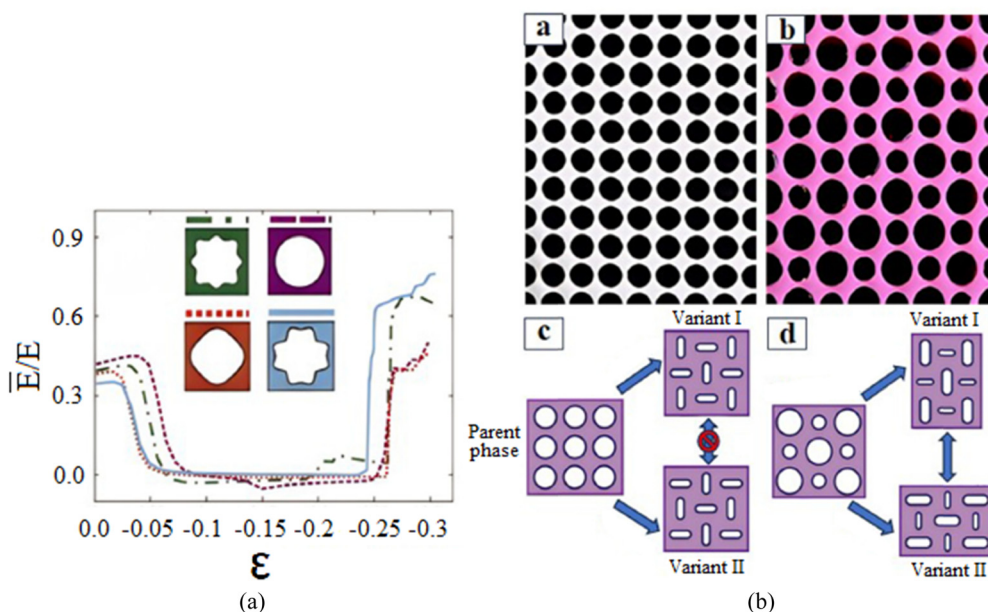 0.9
0.6
0.3
0.0
E̅/E
0.0 -0.05 -0.1 -0.15 -0.2 -0.25 -0.3
ε
(a)
a
b
c
Variant I
Parent
phase
Variant II
d
Variant I
Variant II
(b)